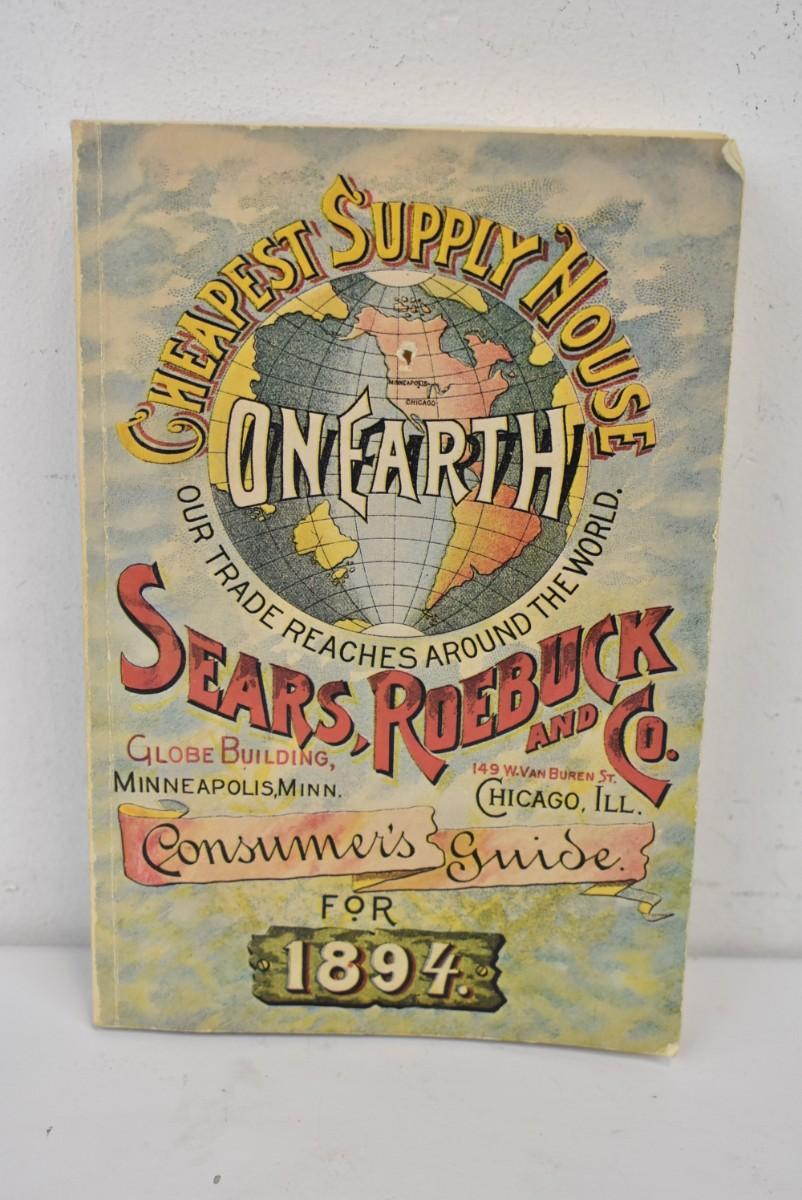 CHEAPEST SUPPLY HOUSE
MINNEAPOLIS
CHICAGO
ON EARTH
OUR TRADE REACHES AROUND THE WORLD.
SEARS, ROEBUCK
AND CO.
GLOBE BUILDING,
MINNEAPOLIS, MINN.
149 W. VAN BUREN ST.
CHICAGO, ILL.
Consumer's Guide.
FOR
1894.